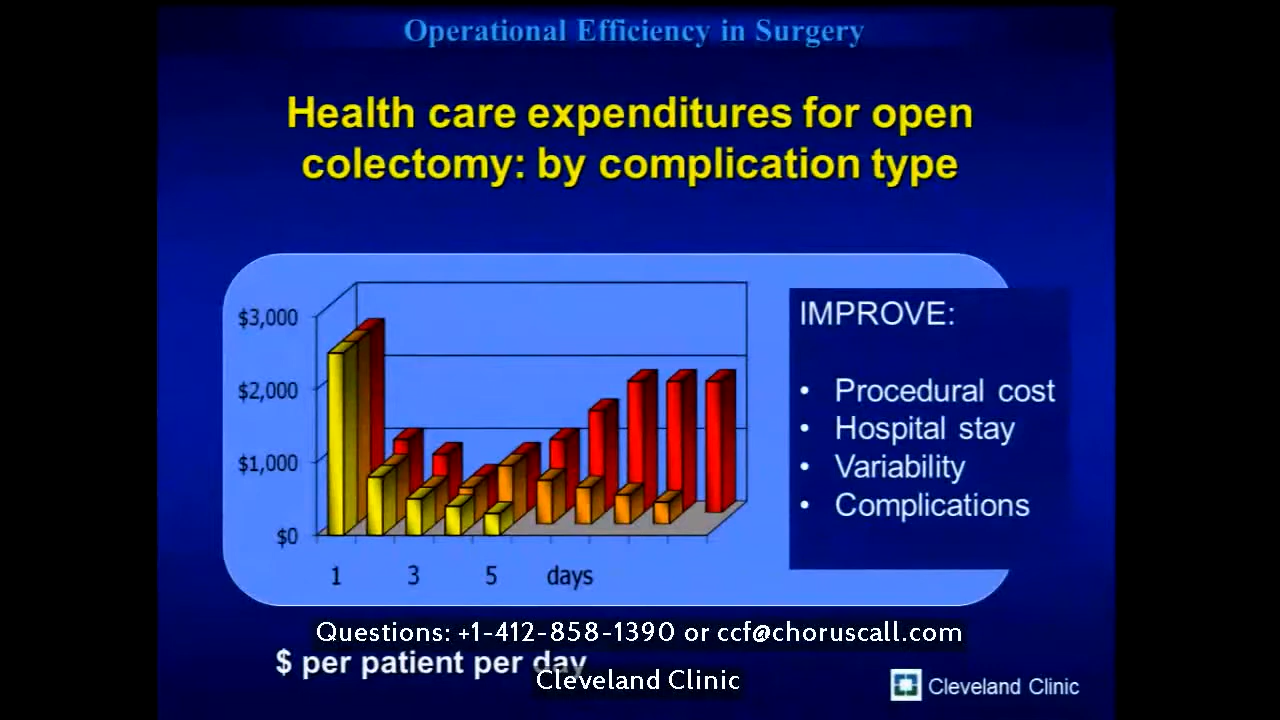 Operational Efficiency in Surgery
Health care expenditures for open
colectomy: by complication type
$3,000
$2,000
$1,000
$0
1 3 5 days
IMPROVE:
• Procedural cost
• Hospital stay
• Variability
• Complications
Questions: +1-412-858-1390 or ccf@choruscall.com
$ per patient per day
Cleveland Clinic
Cleveland Clinic